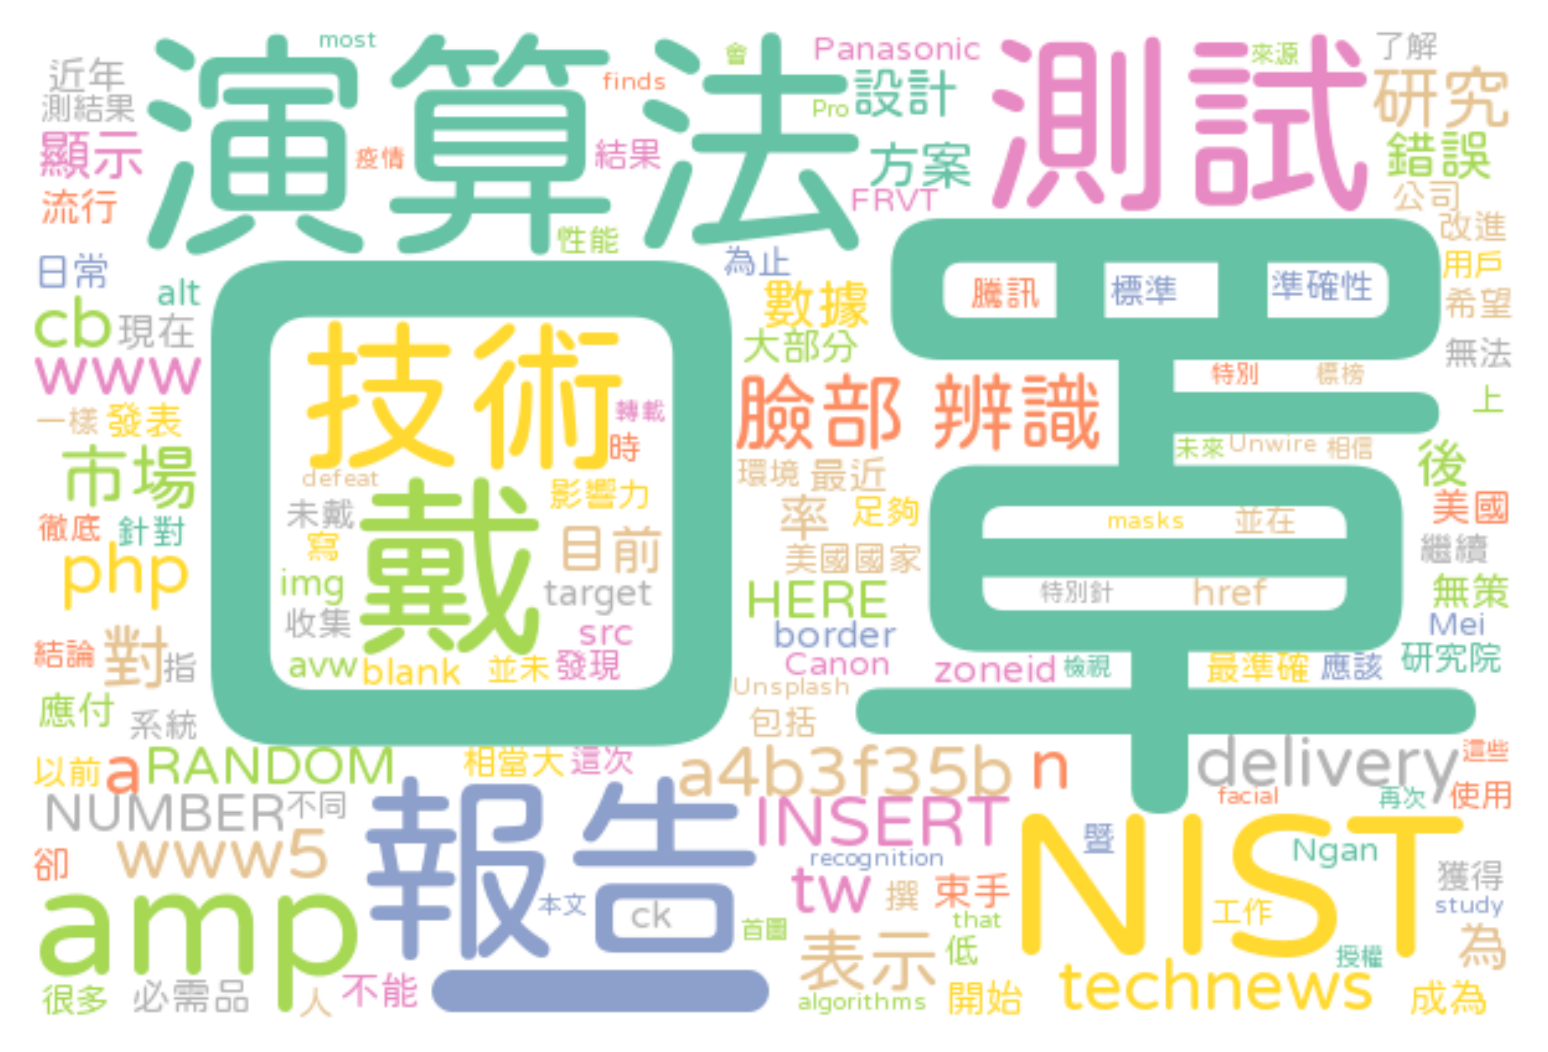 most
會
Panasonic
來源
了解
近年
演算法
finds
設計
測試
研究
測結果
Pro
顯示
疫情
結果
方案
錯誤
流行
FRVT
公司
性能
改進
日常
為止
用戶
alt
口罩
數據
騰訊
標準
準確性
希望
cb
現在
技術
大部分
無法
www
特別
標榜
臉部 辨識
轉載
上
一樣
發表
時
未來
Unwire
相信
後
市場
defeat
環境
最近
影響力
美國
未戴
戴
率
足夠
masks
並在
徹底
針對
寫
目前
美國國家
繼續
php
img
target
HERE
特別針
href
無策
收集
src
border
Mei
結論
對
指
avw
blank
並未
發現
Canon
zoneid
檢視
最準確
應該
研究院
Unsplash
應付
系統
包括
以前
a
RANDOM
相當大
這次
a4b3f35b
n
delivery
這些
NUMBER
不同
報告
INSERT
facial
再次
使用
www5
卻
recognition
NIST
暨
Ngan
amp
本文
ck
tw
撰
束手
工作
獲得
study
首圖
that
表示
低
授權
為
很多
必需品
人
不能
algorithms
開始
technews
成為
一